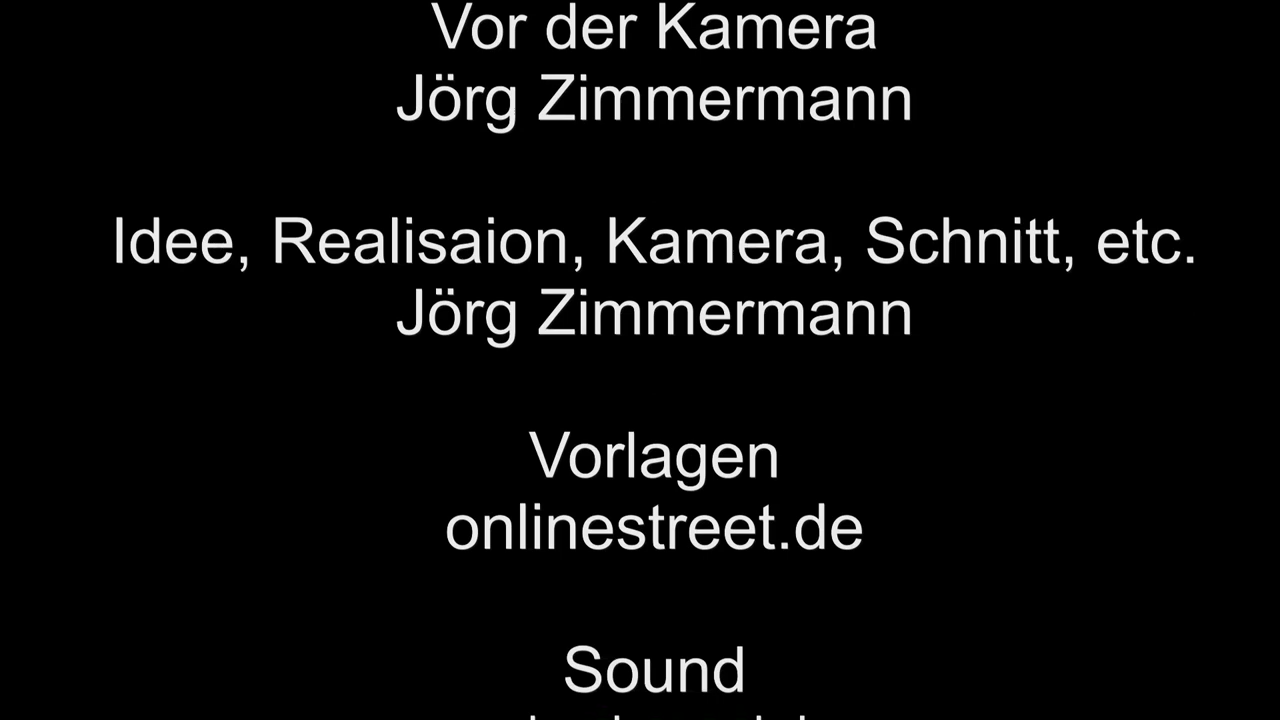 Vor der Kamera
Jörg Zimmermann
Idee, Realisaion, Kamera, Schnitt, etc.
Jörg Zimmermann
Vorlagen
onlinestreet.de
Sound